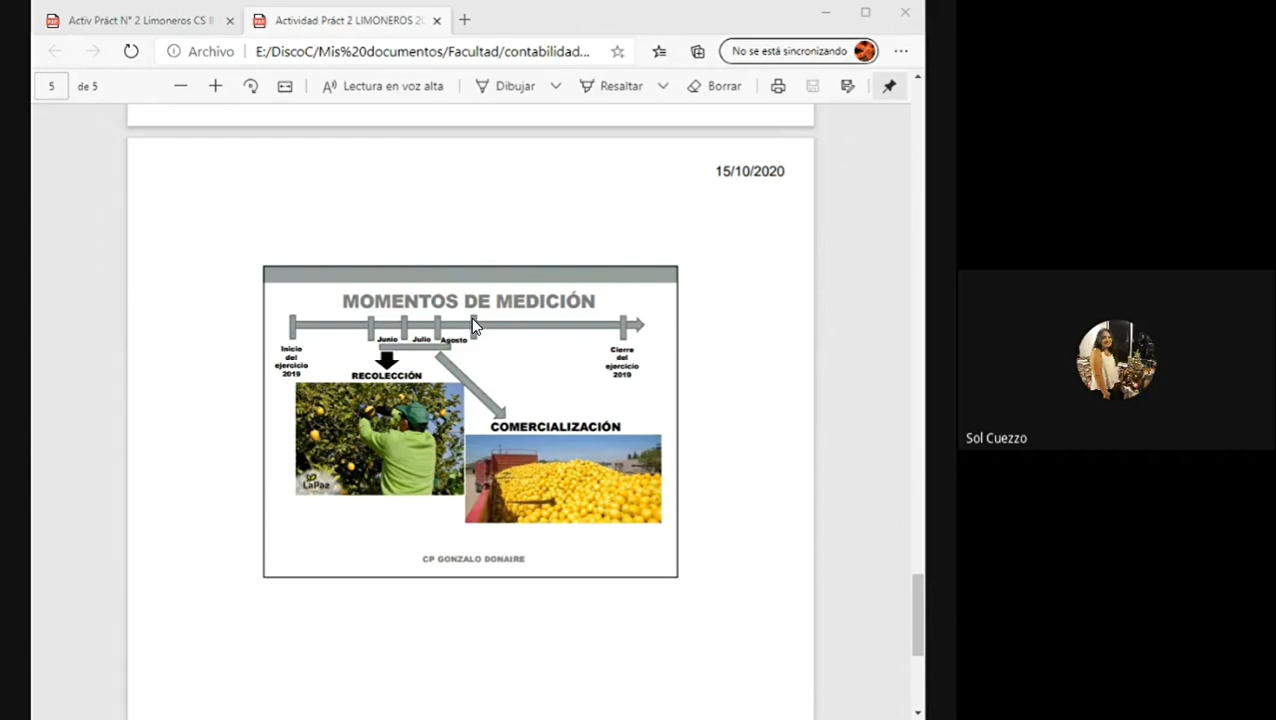 Activ Práct N° 2 Limoneros CS II
Actividad Práct 2 LIMONEROS 20
Archivo
E:/DiscoC/Mis%20documentos/Facultad/contabilidad...
No se está sincronizando
5 de 5
Lectura en voz alta
Dibujar
Resaltar
Borrar
15/10/2020
MOMENTOS DE MEDICIÓN
Junio
Julio
Agosto
Inicio
del
ejercicio
2019
Cierre
del
ejercicio
2019
RECOLECCIÓN
COMERCIALIZACIÓN
LaPaz
CP GONZALO DONAIRE
Sol Cuezzo